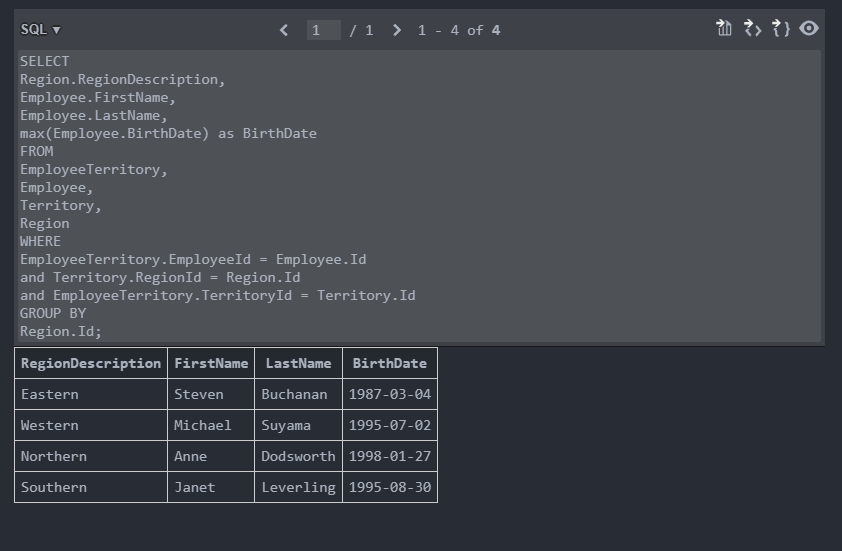 SQL ▼ 1 / 1 1 - 4 of 4
SELECT
Region.RegionDescription,
Employee.FirstName,
Employee.LastName,
max(Employee.BirthDate) as BirthDate
FROM
EmployeeTerritory,
Employee,
Territory,
Region
WHERE
EmployeeTerritory.EmployeeId = Employee.Id
and Territory.RegionId = Region.Id
and EmployeeTerritory.TerritoryId = Territory.Id
GROUP BY
Region.Id;
RegionDescription FirstName LastName BirthDate
Eastern Steven Buchanan 1987-03-04
Western Michael Suyama 1995-07-02
Northern Anne Dodsworth 1998-01-27
Southern Janet Leverling 1995-08-30